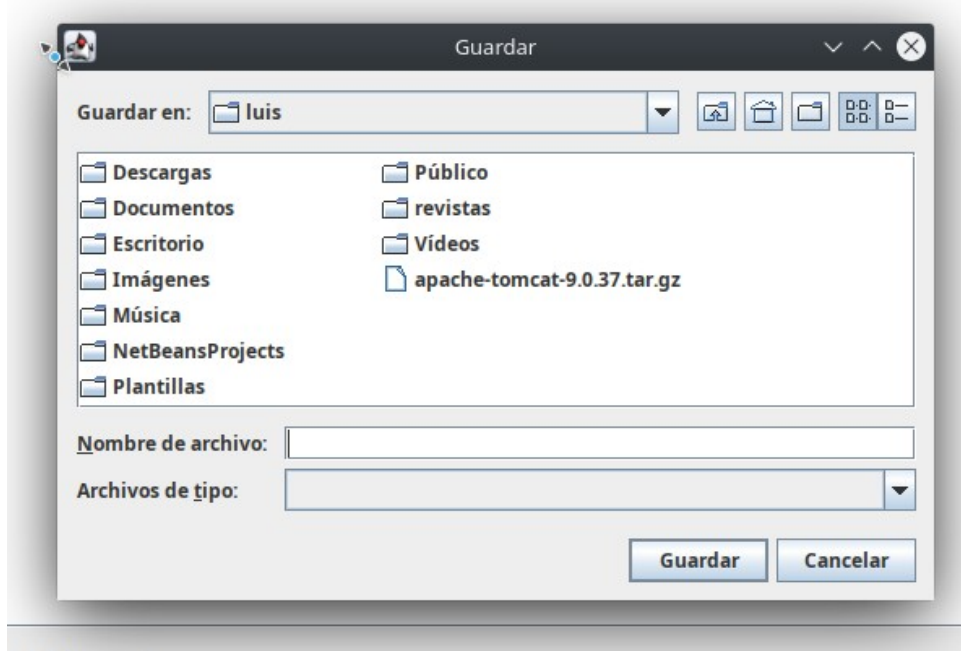 Guardar
Guardar en: luis
Descargas
Documentos
Escritorio
Imágenes
Música
NetBeansProjects
Plantillas
Público
revistas
Vídeos
apache-tomcat-9.0.37.tar.gz
Nombre de archivo:
Archivos de tipo:
Guardar Cancelar